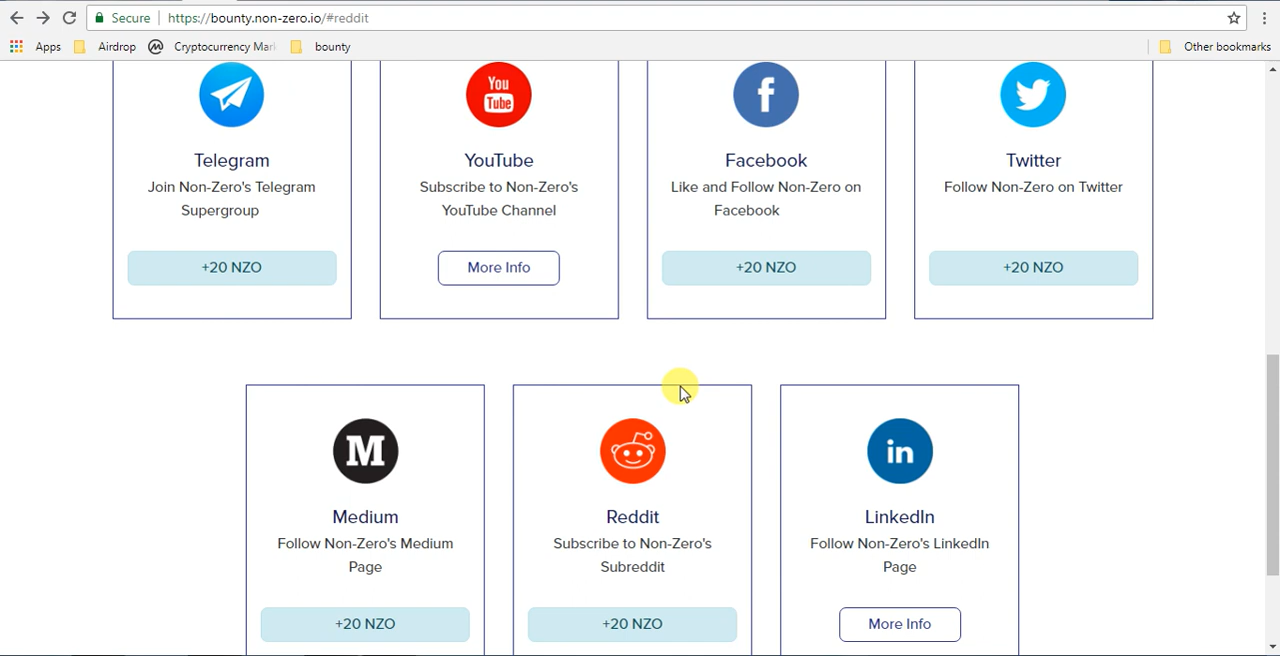 Secure https://bounty.non-zero.io/#reddit
Apps Airdrop Cryptocurrency Mar bounty Other bookmarks
You
Tube
Telegram
Join Non-Zero's Telegram
Supergroup
+20 NZO
YouTube
Subscribe to Non-Zero's
YouTube Channel
More Info
Facebook
Like and Follow Non-Zero on
Facebook
+20 NZO
Twitter
Follow Non-Zero on Twitter
+20 NZO
M
Medium
Follow Non-Zero's Medium
Page
+20 NZO
Reddit
Subscribe to Non-Zero's
Subreddit
+20 NZO
in
LinkedIn
Follow Non-Zero's LinkedIn
Page
More Info